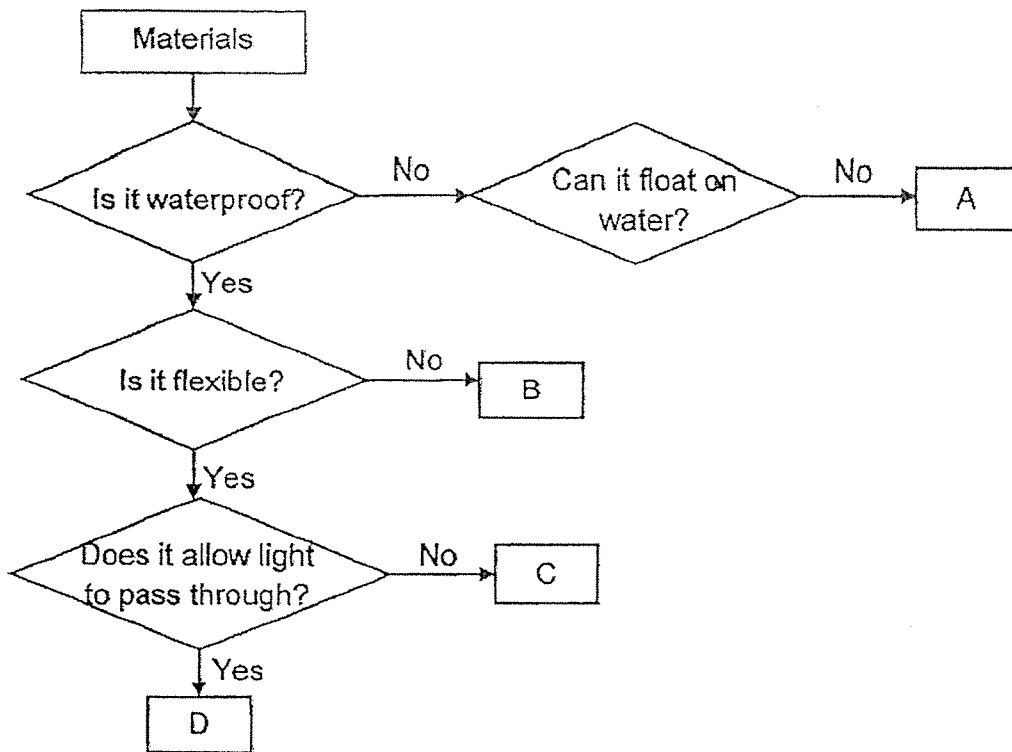 Materials
Is it waterproof?
No
Can it float on
water?
No
A
Yes
Is it flexible?
No
B
Yes
Does it allow light
to pass through?
No
C
Yes
D